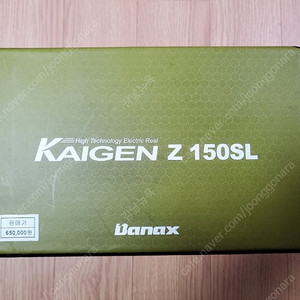 High Technology Electric Reel
KAIGEN Z 150SL
판매가
650,000원
Banax